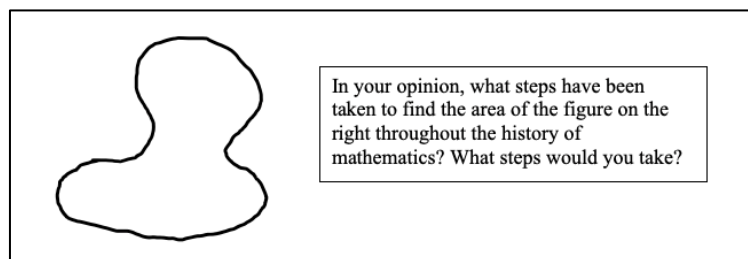 In your opinion, what steps have been
taken to find the area of the figure on the
right throughout the history of
mathematics? What steps would you take?